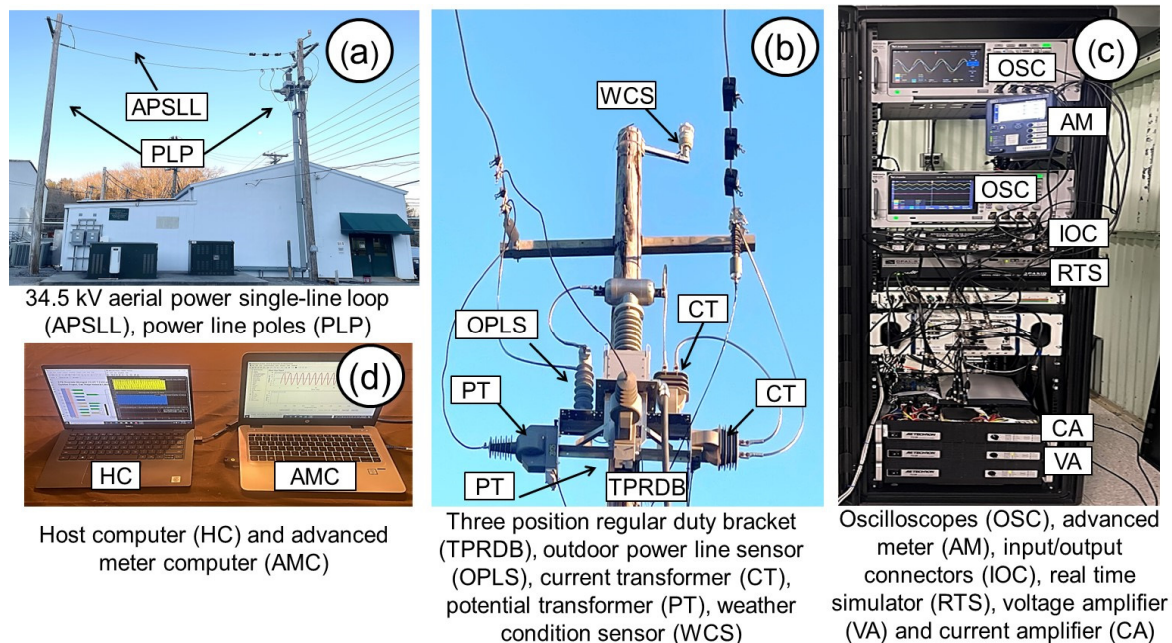 (a)
APSLL
PLP
34.5 kV aerial power single-line loop
(APSLL), power line poles (PLP)
(d)
HC
AMC
Host computer (HC) and advanced
meter computer (AMC)
(b)
WCS
OPLS
CT
PT
CT
PT
TPRDB
Three position regular duty bracket
(TPRDB), outdoor power line sensor
(OPLS), current transformer (CT),
potential transformer (PT), weather
condition sensor (WCS)
(c)
OSC
AM
OSC
IOC
RTS
CA
VA
Oscilloscopes (OSC), advanced
meter (AM), input/output
connectors (IOC), real time
simulator (RTS), voltage amplifier
(VA) and current amplifier (CA)